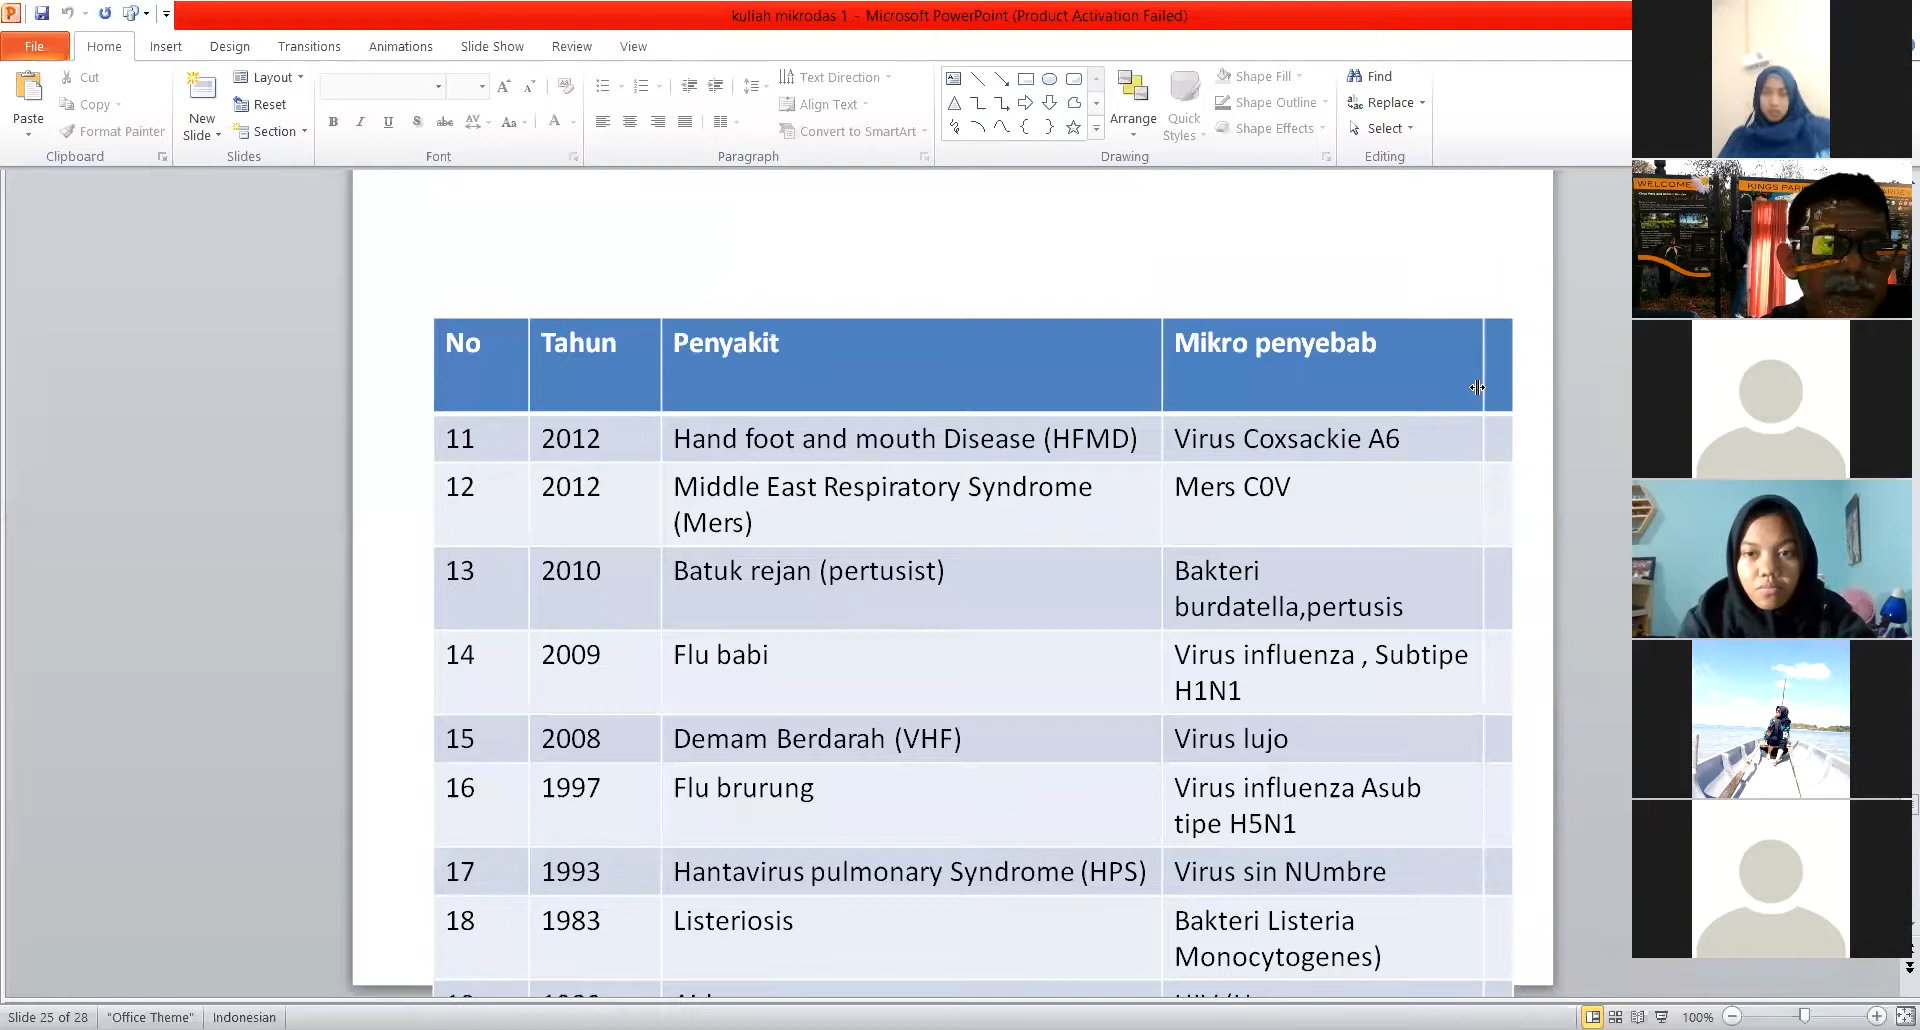 kuliah mikrodas 1 - Microsoft PowerPoint (Product Activation Failed)
File Home Insert Design Transitions Animations Slide Show Review View
Paste
Cut
Copy
Format Painter
Clipboard
New Slide
Layout
Reset
Section
Slides
Font
Text Direction
Align Text
Convert to SmartArt
Paragraph
Arrange
Quick Styles
Shape Fill
Shape Outline
Shape Effects
Drawing
Find
Replace
Select
Editing
WELCOME
KINGS PARK
No Tahun Penyakit Mikro penyebab
11 2012 Hand foot and mouth Disease (HFMD) Virus Coxsackie A6
12 2012 Middle East Respiratory Syndrome Mers C0V
(Mers)
13 2010 Batuk rejan (pertusist) Bakteri
burdatella,pertusis
14 2009 Flu babi Virus influenza , Subtipe
H1N1
15 2008 Demam Berdarah (VHF) Virus lujo
16 1997 Flu brurung Virus influenza Asub
tipe H5N1
17 1993 Hantavirus pulmonary Syndrome (HPS) Virus sin NUmbre
18 1983 Listeriosis Bakteri Listeria
Monocytogenes)
Slide 25 of 28 "Office Theme" Indonesian 100%